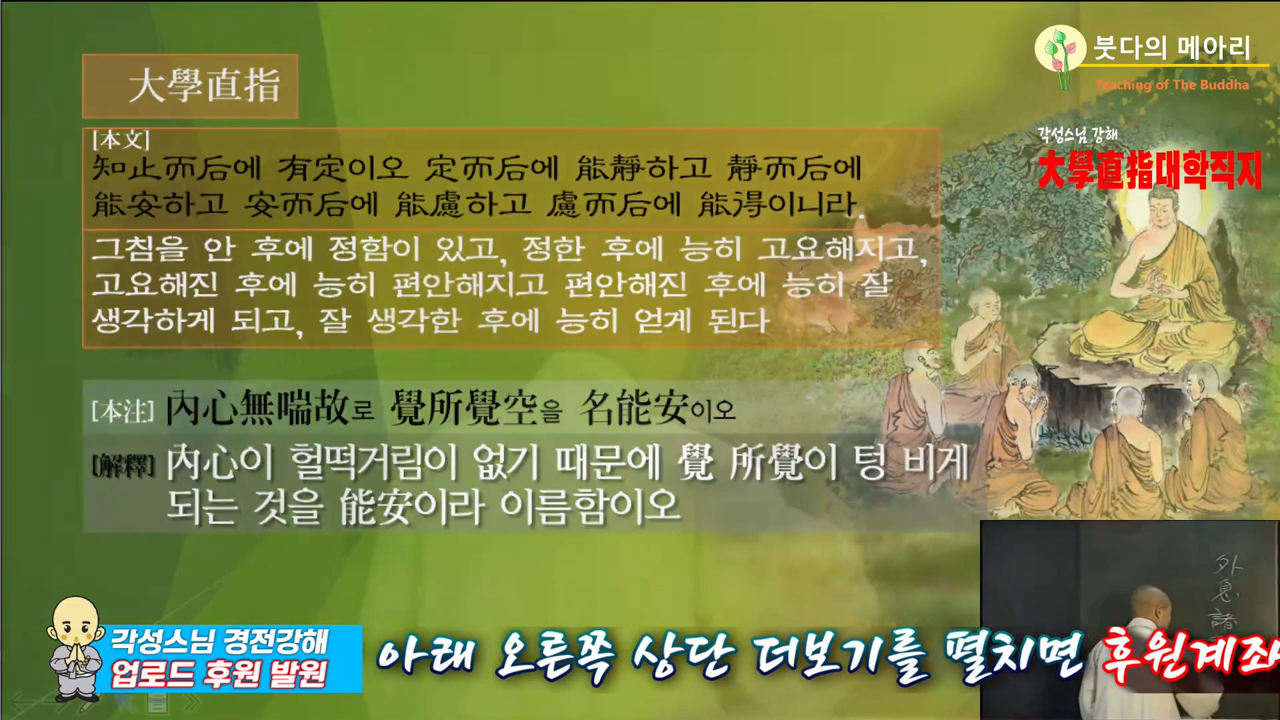 大學直指
[本文]
知止而后에 有定이오 定而后에 能靜하고 靜而后에
能安하고 安而后에 能慮하고 慮而后에 能得이니라.
그침을 안 후에 정함이 있고, 정한 후에 능히 고요해지고,
고요해진 후에 능히 편안해지고 편안해진 후에 능히 잘
생각하게 되고, 잘 생각한 후에 능히 얻게 된다
[本注] 內心無喘故로 覺所覺空을 名能安이오
[解釋] 內心이 헐떡거림이 없기 때문에 覺 所覺이 텅 비게
되는 것을 能安이라 이름함이오
붓다의 메아리
Teaching of The Buddha
각성스님 강해
大學直指대학직지
外息諸
각성스님 경전강해
업로드 후원 발원
아래 오른쪽 상단 더보기를 펼치면 후원계좌